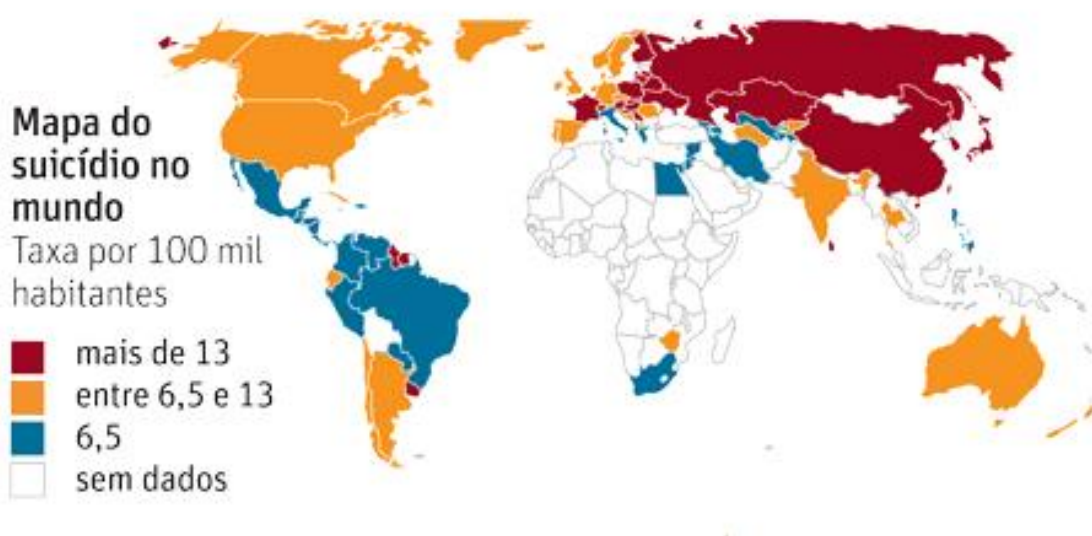 Mapa do
suicídio no
mundo
Taxa por 100 mil
habitantes
mais de 13
entre 6,5 e 13
6,5
sem dados